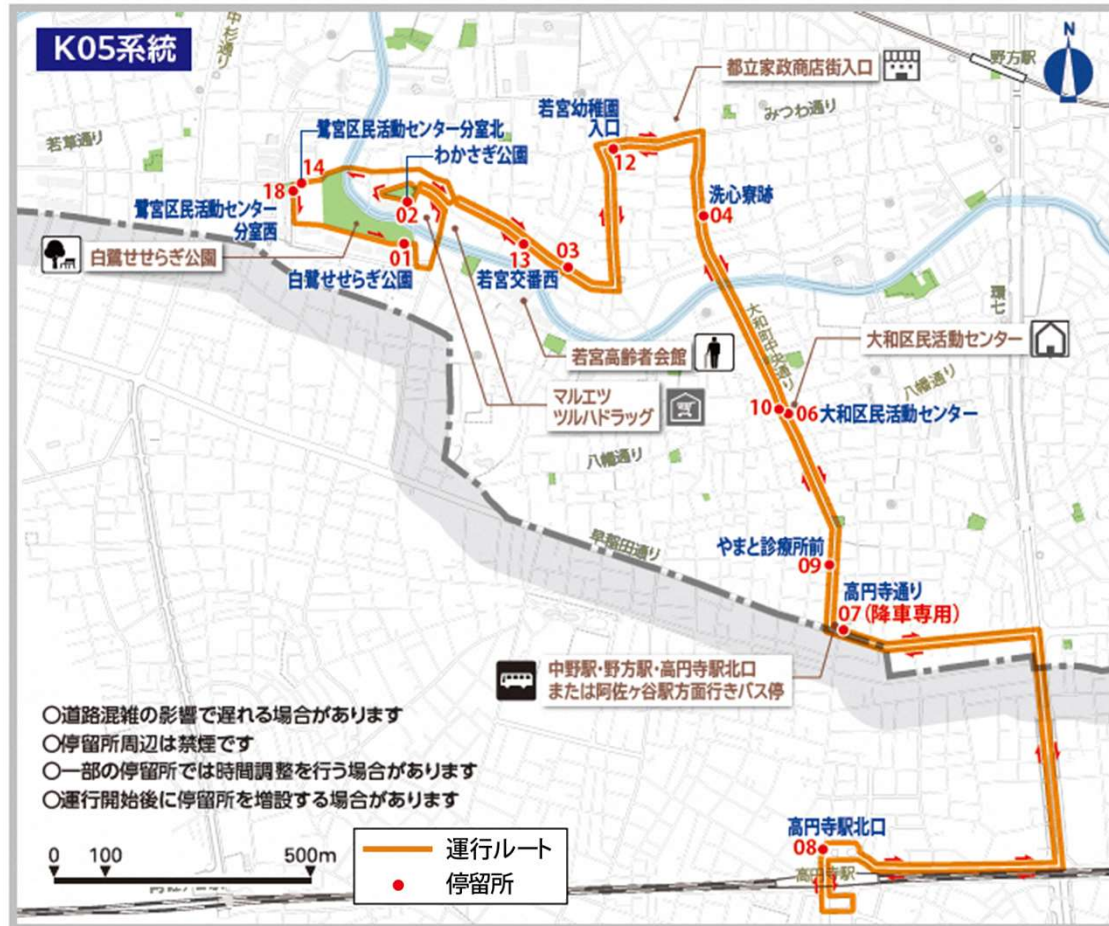 K05系統
中杉通り
野方駅
N
都立家政商店街入口
みつわ通り
若宮幼稚園
入口
若草通り
鷺宮区民活動センター分室北
わかさぎ公園
12
14
18
洗心寮跡
04
鷺宮区民活動センター
分室西
02
白鷺せせらぎ公園
01
白鷺せせらぎ公園
13
03
若宮交番西
環七
大和町中央通り
大和区民活動センター
若宮高齢者会館
八幡通り
マルエツ
ツルハドラッグ
10
06
大和区民活動センター
八幡通り
早稲田通り
やまと診療所前
09
高円寺通り
07(降車専用)
中野駅・野方駅・高円寺駅北口
または阿佐ヶ谷駅方面行きバス停
○道路混雑の影響で遅れる場合があります
○停留所周辺は禁煙です
○一部の停留所では時間調整を行う場合があります
○運行開始後に停留所を増設する場合があります
高円寺駅北口
08
高円寺駅
0 100 500m
運行ルート
停留所